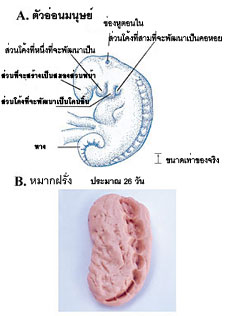 A. ตัวอ่อนมนุษย์
ช่องหูตอนใน
ส่วนโค้งที่สามที่จะพัฒนาเป็นคอหอย
ส่วนโค้งที่หนึ่งที่จะพัฒนาเป็น
ส่วนที่จะสร้างเป็นสมองส่วนหน้า
ส่วนโค้งที่จะพัฒนาเป็นโคนลิ้น
หาง
ขนาดเท่าของจริง
B. หมากฝรั่ง ประมาณ 26 วัน